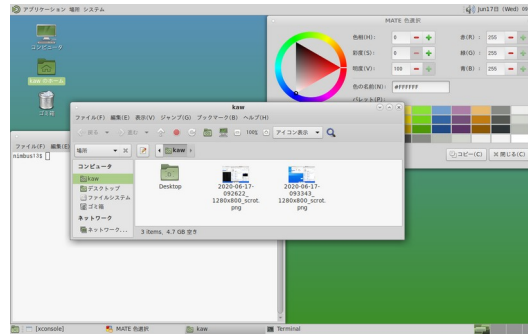 アプリケーション 場所 システム
Jun17日 (Wed)
コンピュータ
kaw のホーム
ゴミ箱
MATE 色選択
色相(H): 0 赤(R) : 255
彩度(S): 0 緑(G) : 255
明度(V): 100 青(B) : 255
色の名前(N): #FFFFFF
パレット(P):
コピー(C) 閉じる(C)
kaw
ファイル(F) 編集(E) 表示(V) ジャンプ(G) ブックマーク(B) ヘルプ(H)
戻る 進む 100% アイコン表示
場所 kaw
コンピュータ
kaw
デスクトップ
ファイルシステム
ゴミ箱
ネットワーク
ネットワーク...
Desktop
2020-06-17-
092622_
1280x800_scrot.
png
2020-06-17-
093343_
1280x800_scrot.
png
3 items, 4.7 GB 空き
ファイル(F) 編集(E)
[xconsole] MATE 色選択 kaw Terminal